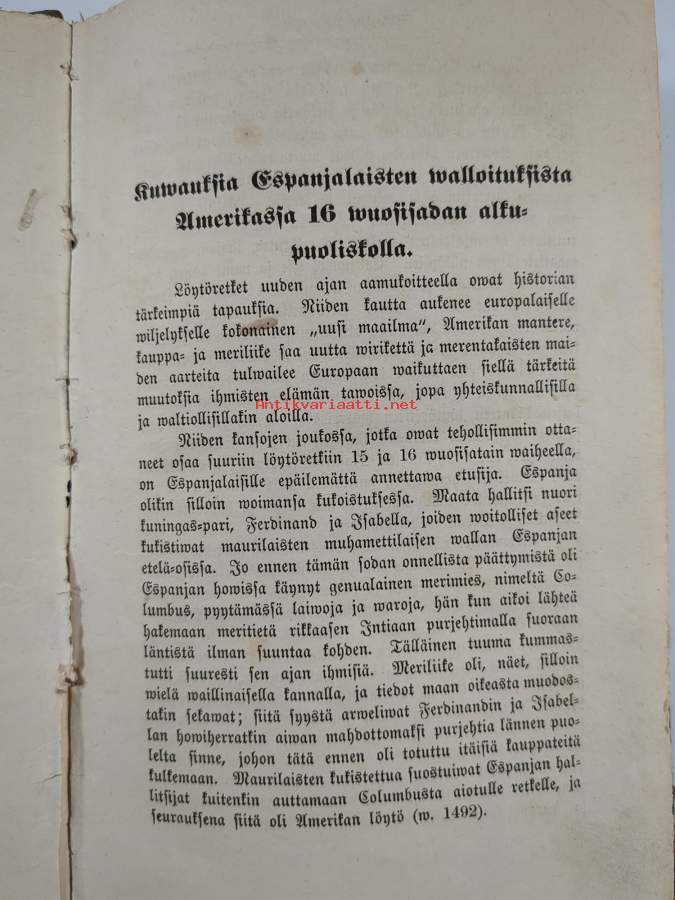 Kuwauksia Espanjalaisten walloituksista
Amerikassa 16 wuosisadan alku-
puoliskolla.
Löytöretket uuden ajan aamukoitteella owat historian
tärkeimpiä tapauksia. Niiden kautta aukenee europalaiselle
wiljelykselle kokonainen „uusi maailma“, Amerikan mantere,
kauppa- ja meriliike saa uutta wirikettä ja merentakaisten mai-
den aarteita tulwailee Europaan waikuttaen siellä tärkeitä
muutoksia ihmisten elämän tawoissa, jopa yhteiskunnallisilla
ja waltiollisillakin aloilla.
Antikvariaatti.net
Niiden kansojen joukossa, jotka owat tehollisimmin otta-
neet osaa suuriin löytöretkiin 15 ja 16 wuosisatain waiheella,
on Espanjalaisille epäilemättä annettawa etusija. Espanja
olikin silloin woimansa kukoistuksessa. Maata hallitsi nuori
kuningas-pari, Ferdinand ja Isabella, joiden woitolliset aseet
kukistiwat maurilaisten muhamettilaisen wallan Espanjan
etelä-osissa. Jo ennen tämän sodan onnellista päättymistä oli
Espanjan howissa käynyt genualainen merimies, nimeltä Co-
lumbus, pyytämässä laiwoja ja waroja, hän kun aikoi lähteä
hakemaan meritietä rikkaasen Intiaan purjehtimalla suoraan
läntistä ilman suuntaa kohden. Tälläinen tuuma kummas-
tutti suuresti sen ajan ihmisiä. Meriliike oli, näet, silloin
wielä waillinaisella kannalla, ja tiedot maan oikeasta muodos-
takin sekawat; siitä syystä arweliwat Ferdinandin ja Isabel-
lan howiherratkin aiwan mahdottomaksi purjehtia lännen puo-
lelta sinne, johon tätä ennen oli totuttu itäisiä kauppateitä
kulkemaan. Maurilaisten kukistettua suostuiwat Espanjan hal-
litsijat kuitenkin auttamaan Columbusta aiotulle retkelle, ja
seurauksena siitä oli Amerikan löytö (w. 1492).